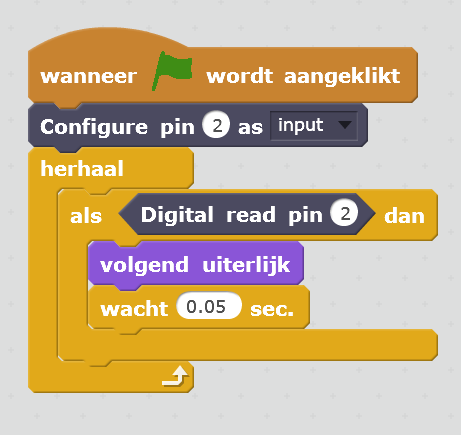 wanneer wordt aangeklikt
Configure pin 2 as input
herhaal
als Digital read pin 2 dan
volgend uiterlijk
wacht 0.05 sec.